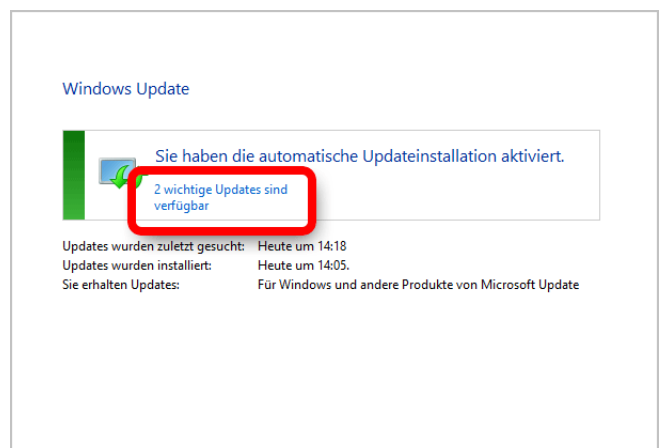 Windows Update
Sie haben die automatische Updateinstallation aktiviert.
2 wichtige Updates sind
verfügbar
Updates wurden zuletzt gesucht: Heute um 14:18
Updates wurden installiert: Heute um 14:05.
Sie erhalten Updates: Für Windows und andere Produkte von Microsoft Update